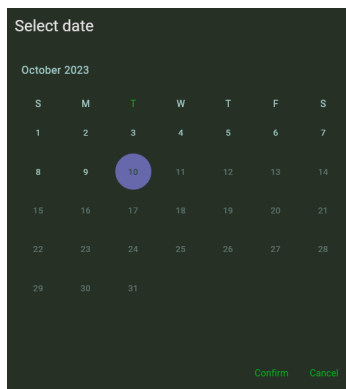 Select date
October 2023
S M T W T F S
1 2 3 4 5 6 7
8 9 10 11 12 13 14
15 16 17 18 19 20 21
22 23 24 25 26 27 28
29 30 31
Confirm Cancel